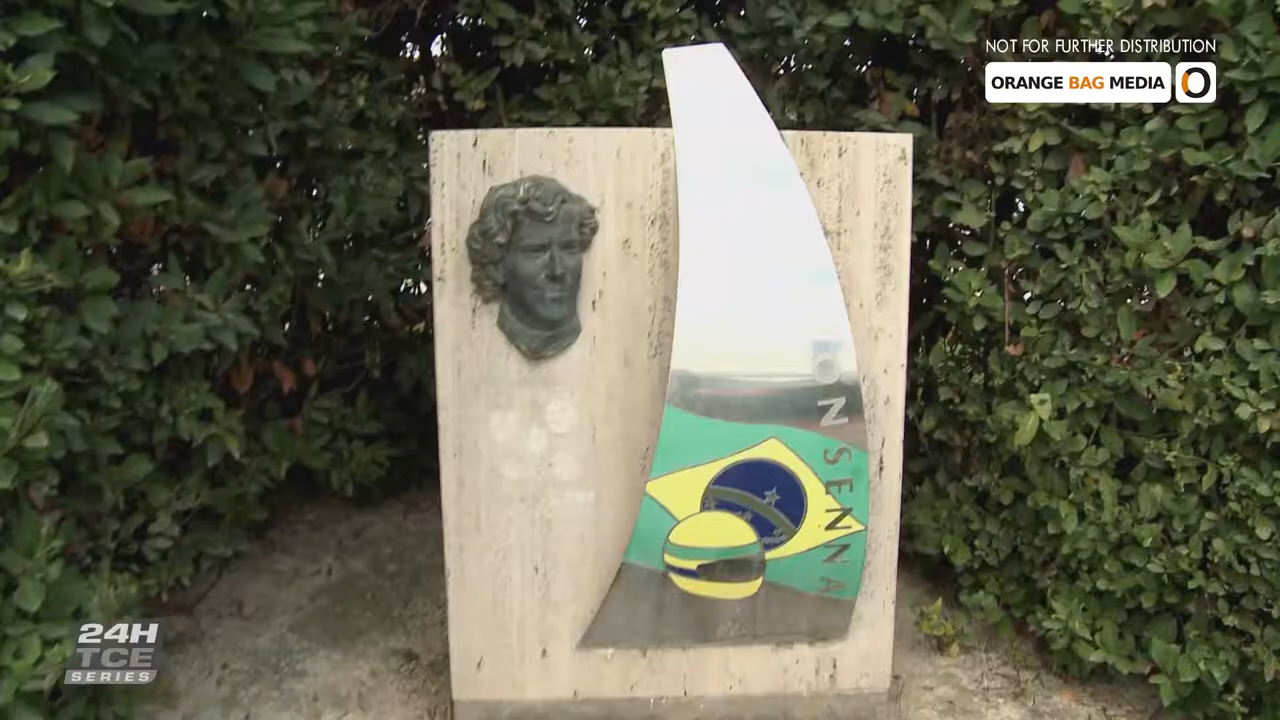 NOT FOR FURTHER DISTRIBUTION
ORANGE BAG MEDIA
ON SENNA
24H
TCE
SERIES